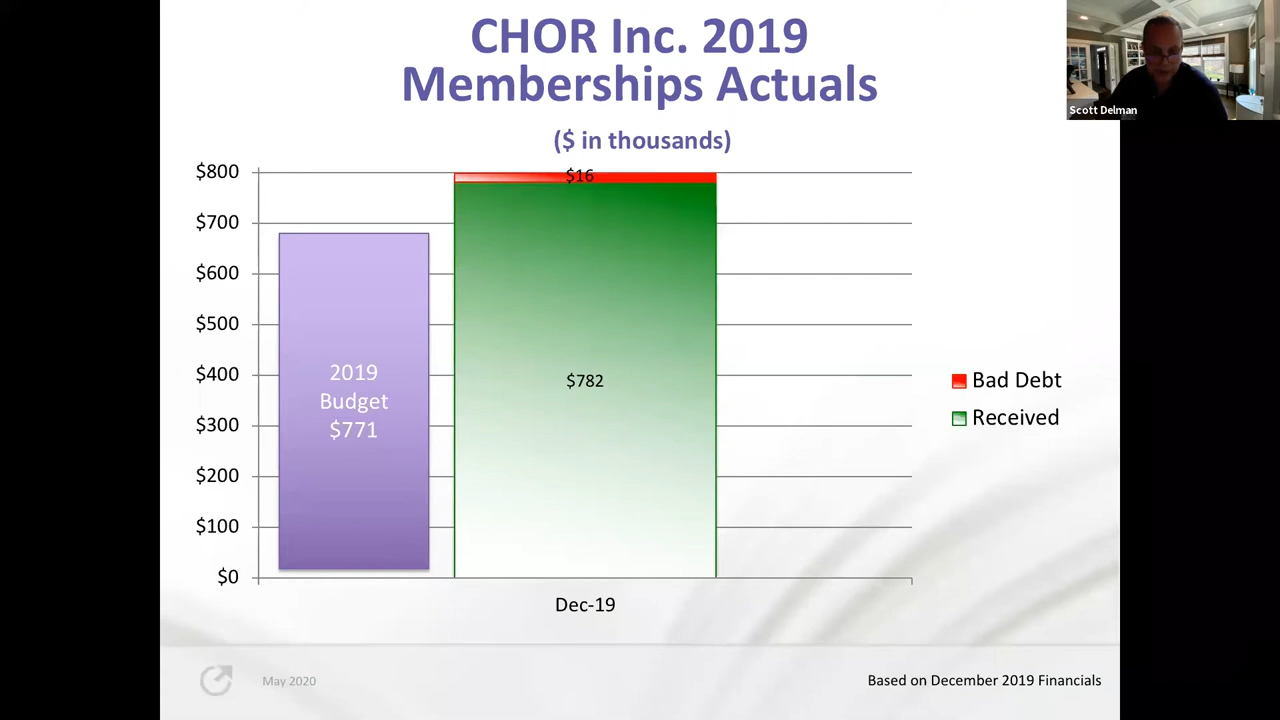 CHOR Inc. 2019
Memberships Actuals
Scott Delman
($ in thousands)
$800
$700
$600
$500
$400
$300
$200
$100
$0
$16
$782
2019
Budget
$771
Dec-19
Bad Debt
Received
May 2020
Based on December 2019 Financials